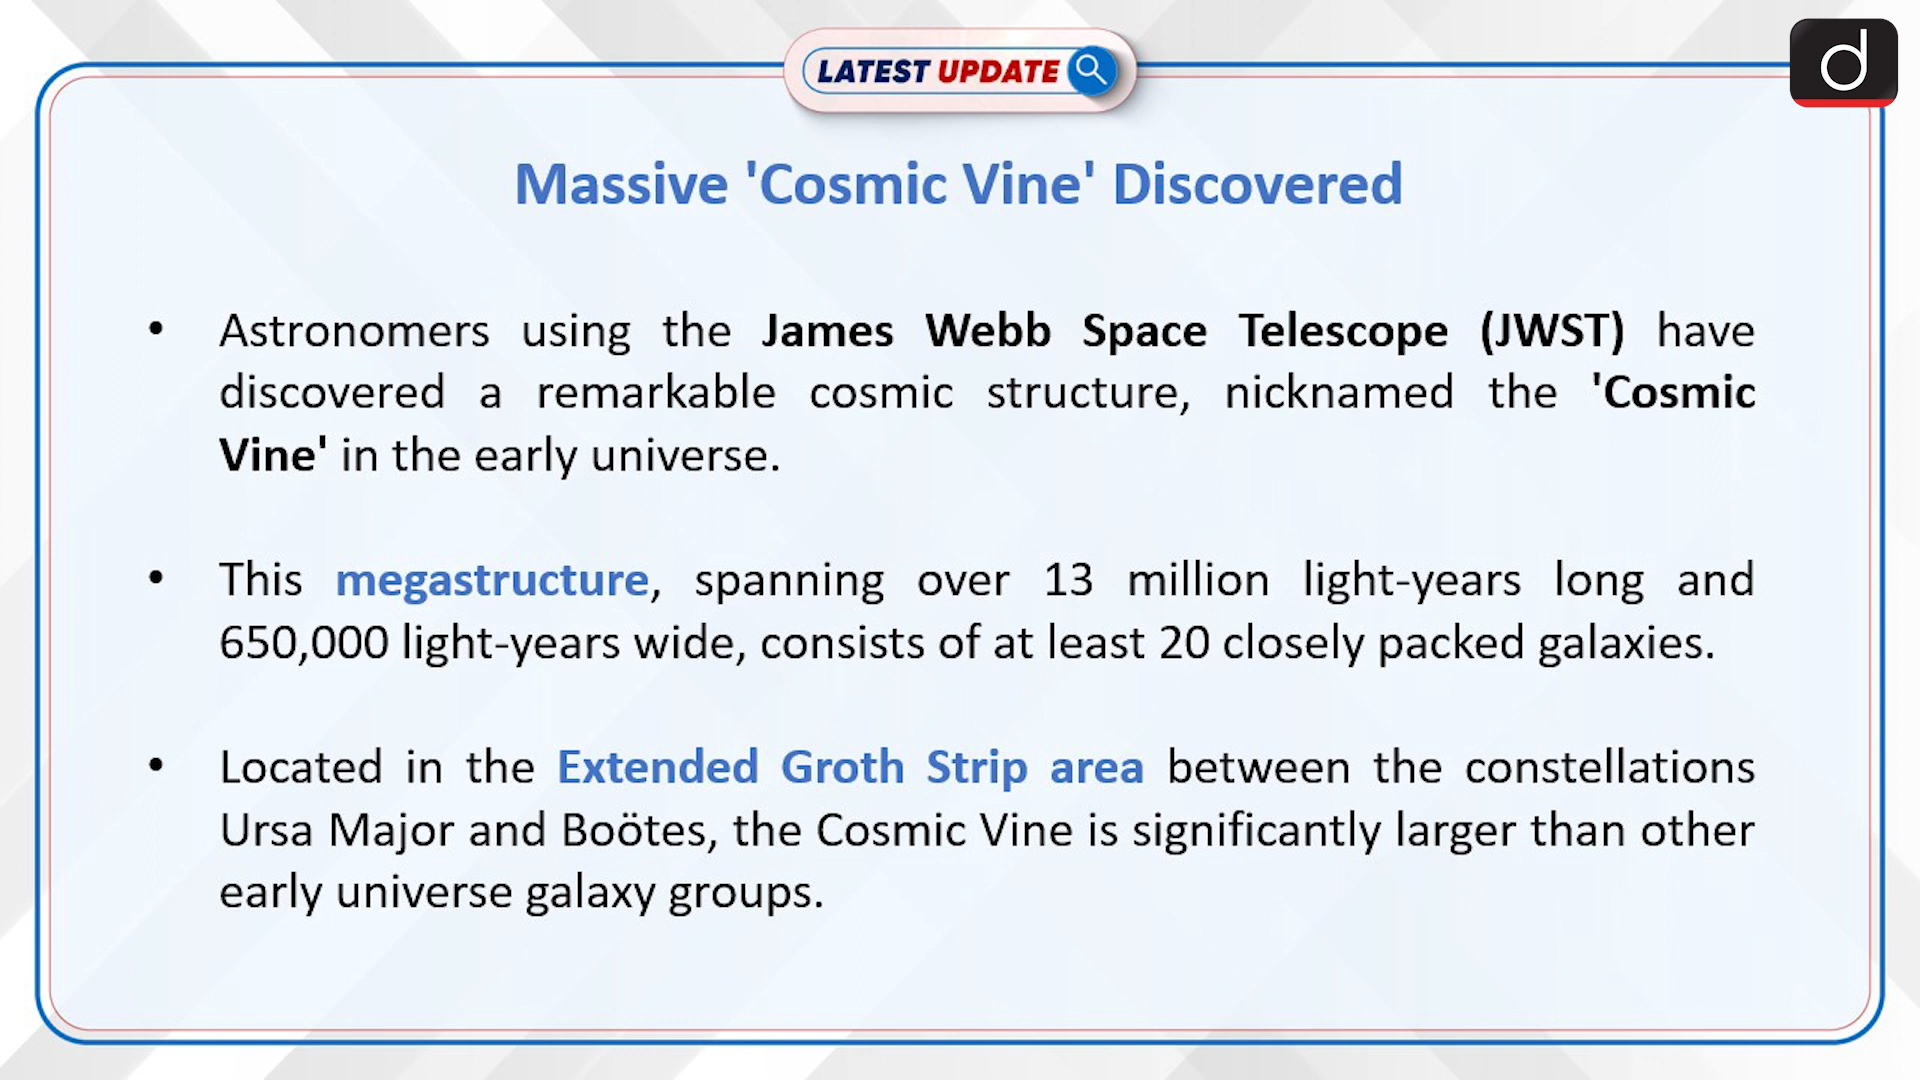 LATEST UPDATE
d
Massive 'Cosmic Vine' Discovered
• Astronomers using the James Webb Space Telescope (JWST) have
discovered a remarkable cosmic structure, nicknamed the 'Cosmic
Vine' in the early universe.
• This megastructure, spanning over 13 million light-years long and
650,000 light-years wide, consists of at least 20 closely packed galaxies.
• Located in the Extended Groth Strip area between the constellations
Ursa Major and Boötes, the Cosmic Vine is significantly larger than other
early universe galaxy groups.